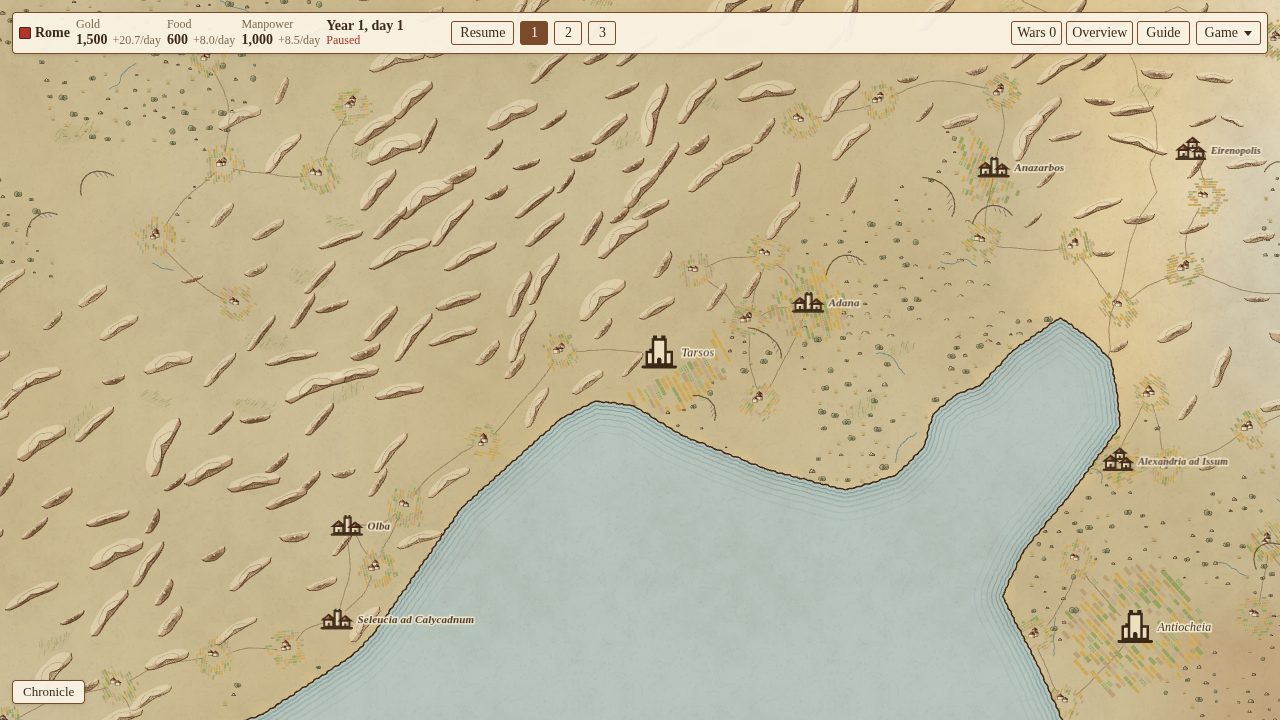 Rome
Gold
1,500 +20.7/day
Food
600 +8.0/day
Manpower
1,000 +8.5/day
Year 1, day 1
Paused
Resume
1
2
3
Wars 0
Overview
Guide
Game
Eirenopolis
Anazarbos
Adana
Tarsos
Alexandria ad Issum
Olba
Seleucia ad Calycadnum
Antiocheia
Chronicle